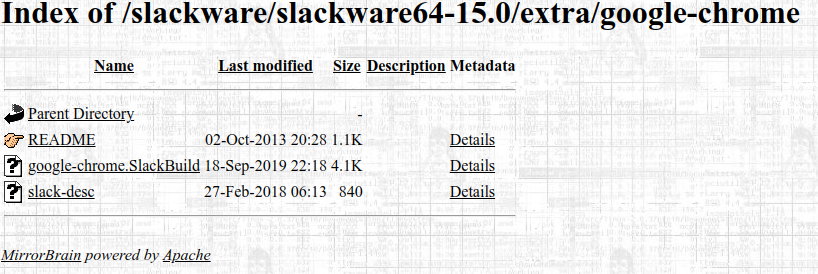 Index of /slackware/slackware64-15.0/extra/google-chrome
Name Last modified Size Description Metadata
Parent Directory -
README 02-Oct-2013 20:28 1.1K Details
google-chrome.SlackBuild 18-Sep-2019 22:18 4.1K Details
slack-desc 27-Feb-2018 06:13 840 Details
MirrorBrain powered by Apache